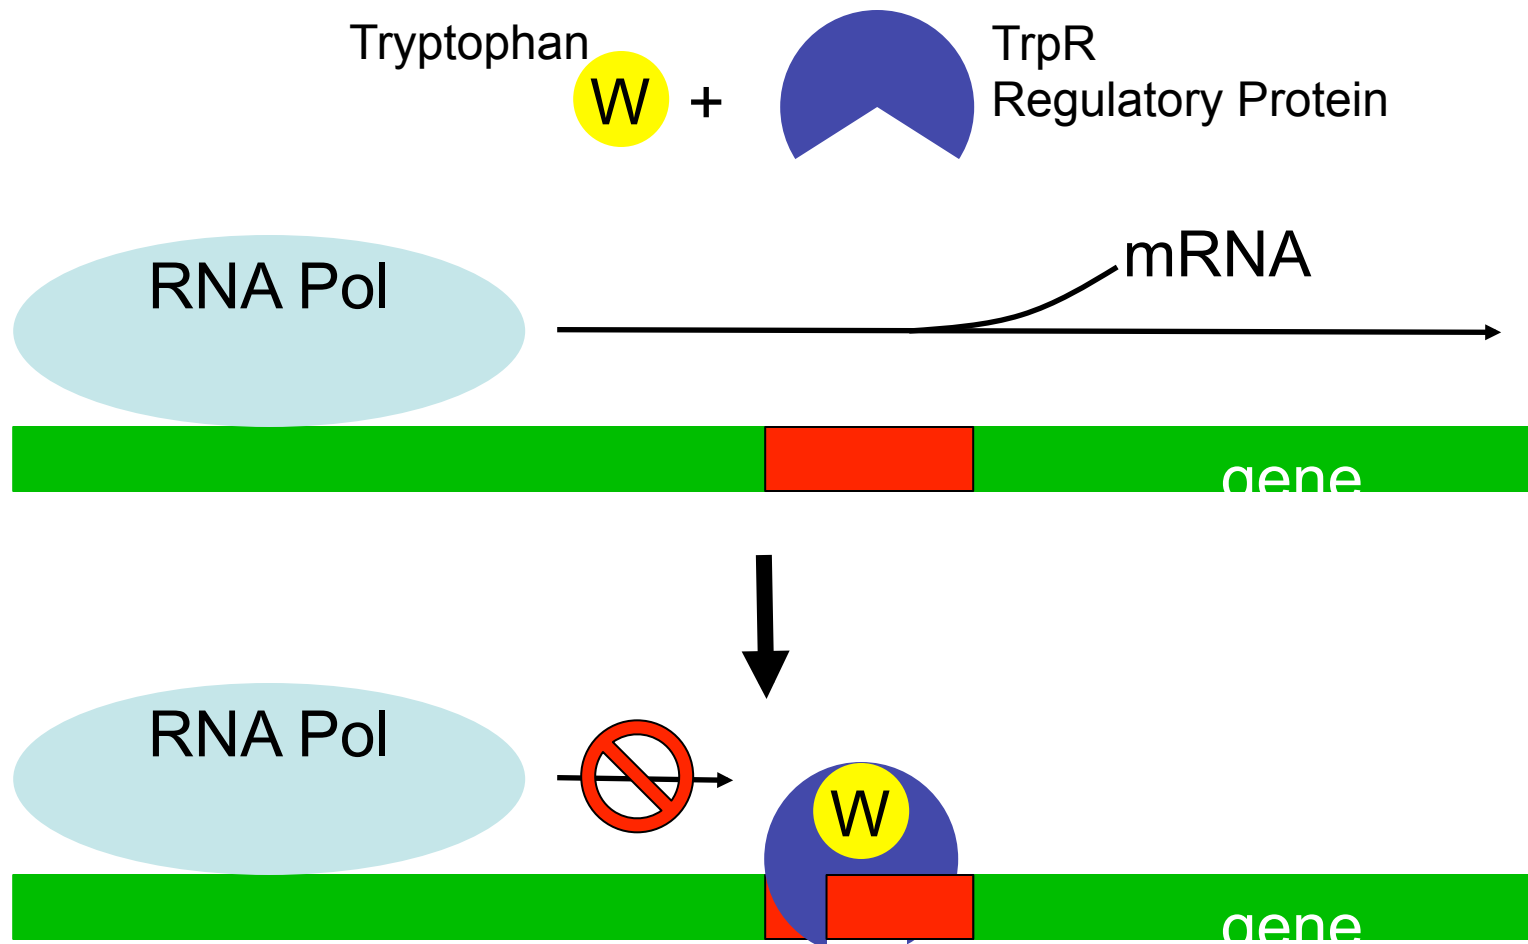 Tryptophan
W
+
TrpR
Regulatory Protein
RNA Pol
mRNA
gene
RNA Pol
W
gene